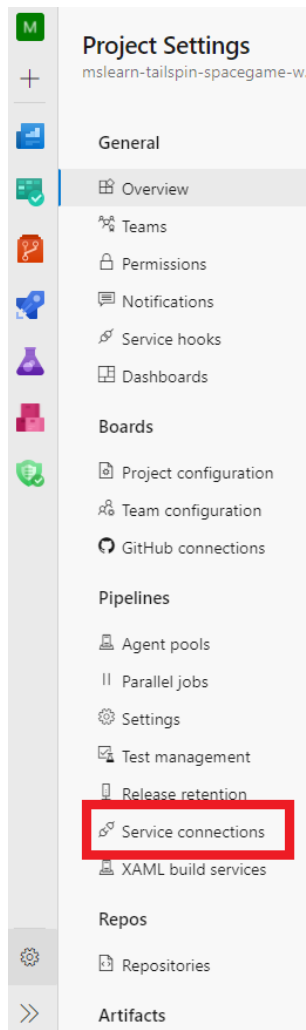 M
Project Settings
mslearn-tailspin-spacegame-w.
General
Overview
Teams
Permissions
Notifications
Service hooks
Dashboards
Boards
Project configuration
Team configuration
GitHub connections
Pipelines
Agent pools
Parallel jobs
Settings
Test management
Release retention
Service connections
XAML build services
Repos
Repositories
Artifacts